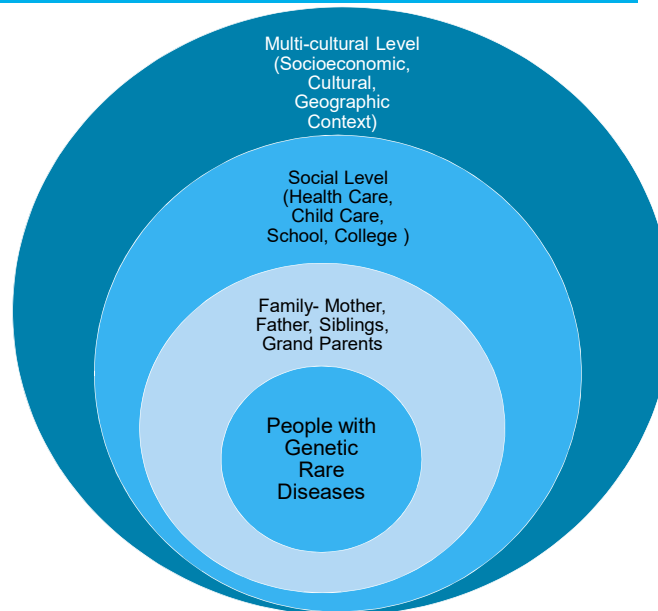 Multi-cultural Level
(Socioeconomic,
Cultural,
Geographic
Context)
Social Level
(Health Care,
Child Care,
School, College )
Family- Mother,
Father, Siblings,
Grand Parents
People with
Genetic
Rare
Diseases